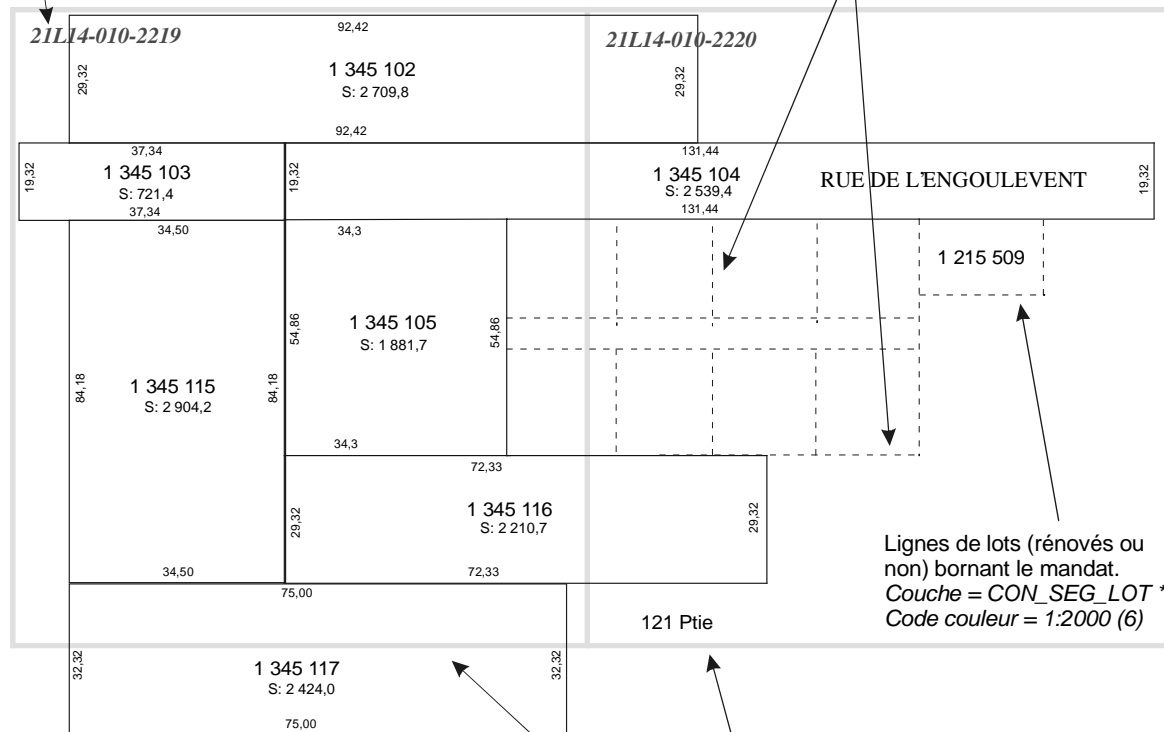 21L14-010-2219
21L14-010-2220
92,42
29,32
1 345 102
S: 2 709,8
29,32
92,42
37,34
19,32
1 345 103
S: 721,4
37,34
19,32
131,44
1 345 104
S: 2 539,4
131,44
RUE DE L'ENGOULEVENT
19,32
34,50
84,18
1 345 115
S: 2 904,2
84,18
34,50
34,3
54,86
1 345 105
S: 1 881,7
54,86
34,3
1 215 509
72,33
29,32
1 345 116
S: 2 210,7
29,32
72,33
Lignes de lots (rénovés ou
non) bornant le mandat.
Couche = CON_SEG_LOT *
Code couleur = 1:2000 (6)
75,00
121 Ptie
32,32
1 345 117
S: 2 424,0
32,32
75,00